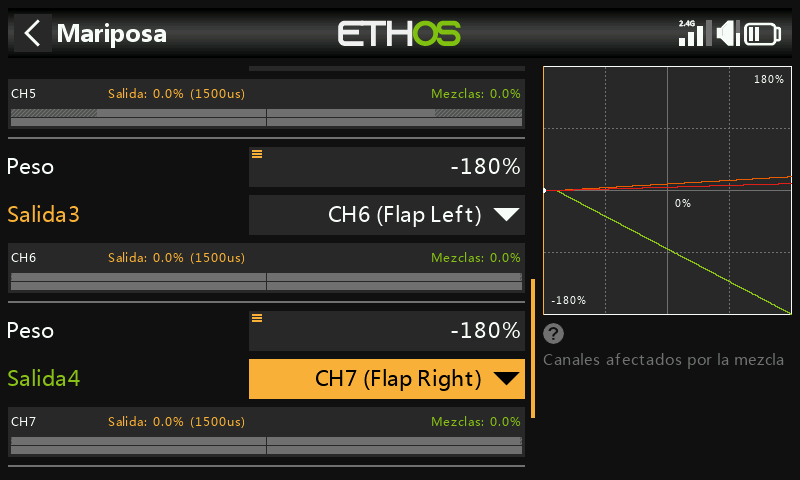 Mariposa
ETHOS
2.4G
CH5 Salida: 0.0% (1500us) Mezclas: 0.0%
Peso -180%
Salida3 CH6 (Flap Left)
CH6 Salida: 0.0% (1500us) Mezclas: 0.0%
Peso -180%
Salida4 CH7 (Flap Right)
CH7 Salida: 0.0% (1500us) Mezclas: 0.0%
180%
0%
-180%
?
Canales afectados por la mezcla